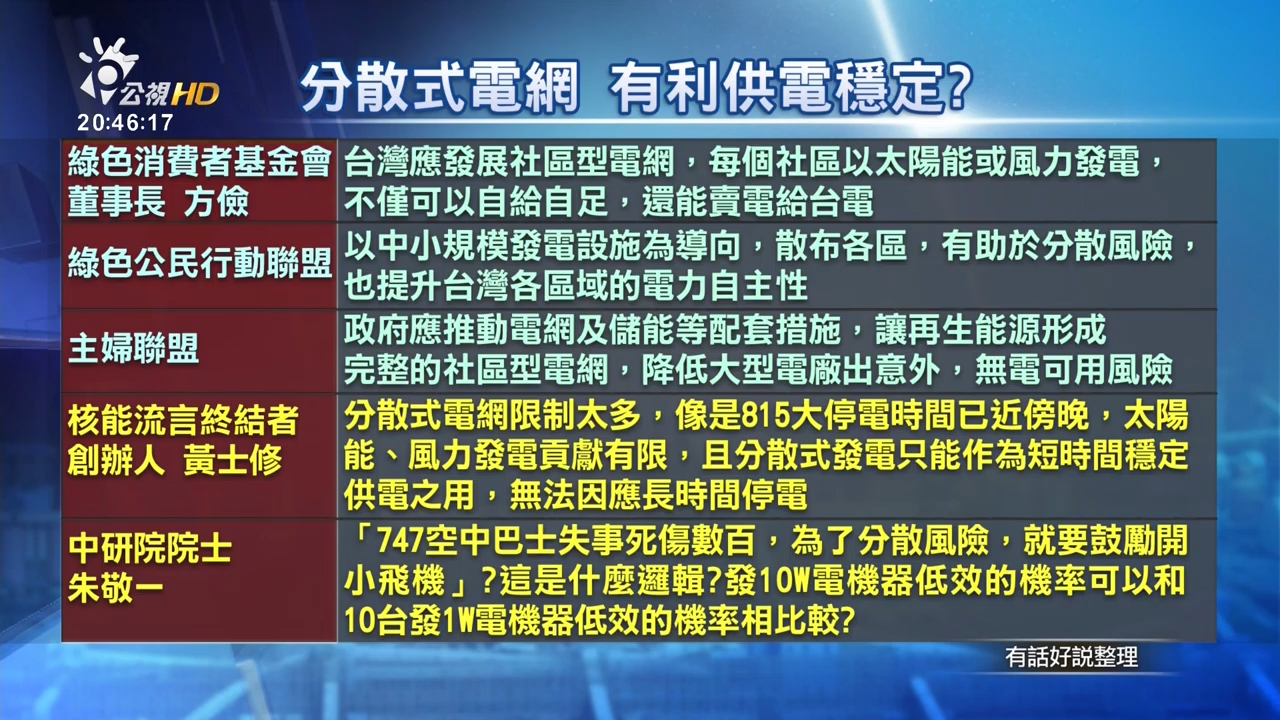 公視HD
20:46:17
分散式電網 有利供電穩定?
綠色消費者基金會
董事長 方儉
台灣應發展社區型電網，每個社區以太陽能或風力發電，
不僅可以自給自足，還能賣電給台電
綠色公民行動聯盟
以中小規模發電設施為導向，散布各區，有助於分散風險，
也提升台灣各區域的電力自主性
主婦聯盟
政府應推動電網及儲能等配套措施，讓再生能源形成
完整的社區型電網，降低大型電廠出意外，無電可用風險
核能流言終結者
創辦人 黃士修
分散式電網限制太多，像是815大停電時間已近傍晚，太陽
能、風力發電貢獻有限，且分散式發電只能作為短時間穩定
供電之用，無法因應長時間停電
中研院院士
朱敬一
「747空中巴士失事死傷數百，為了分散風險，就要鼓勵開
小飛機」?這是什麼邏輯?發10W電機器低效的機率可以和
10台發1W電機器低效的機率相比較?
有話好説整理